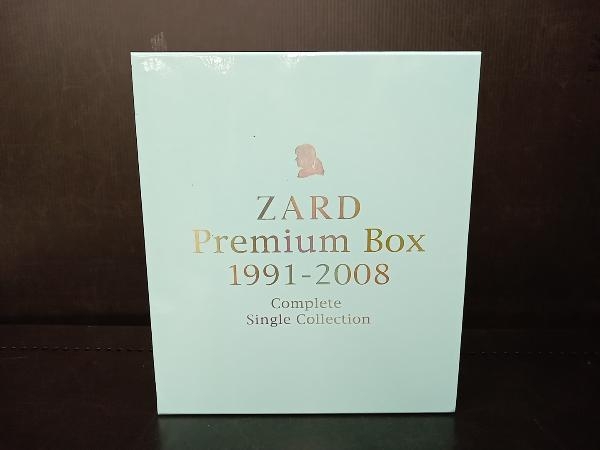 ZARD
Premium Box
1991-2008
Complete
Single Collection